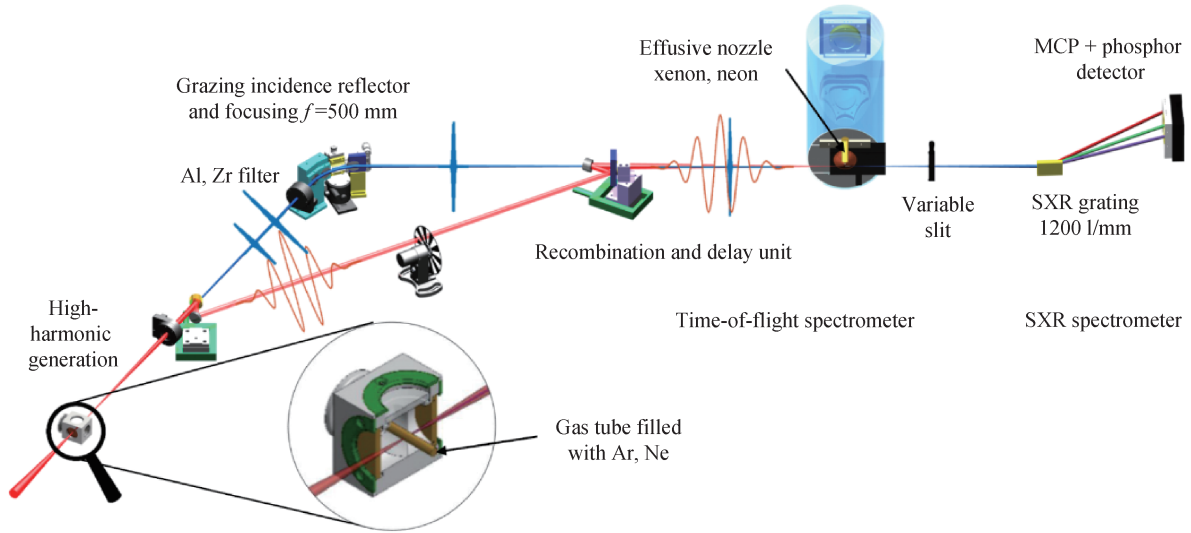 Effusive nozzle
xenon, neon
MCP + phosphor
detector
Grazing incidence reflector
and focusing f =500 mm
Al, Zr filter
Variable
slit
SXR grating
1200 l/mm
Recombination and delay unit
High-
harmonic
generation
Time-of-flight spectrometer
SXR spectrometer
Gas tube filled
with Ar, Ne